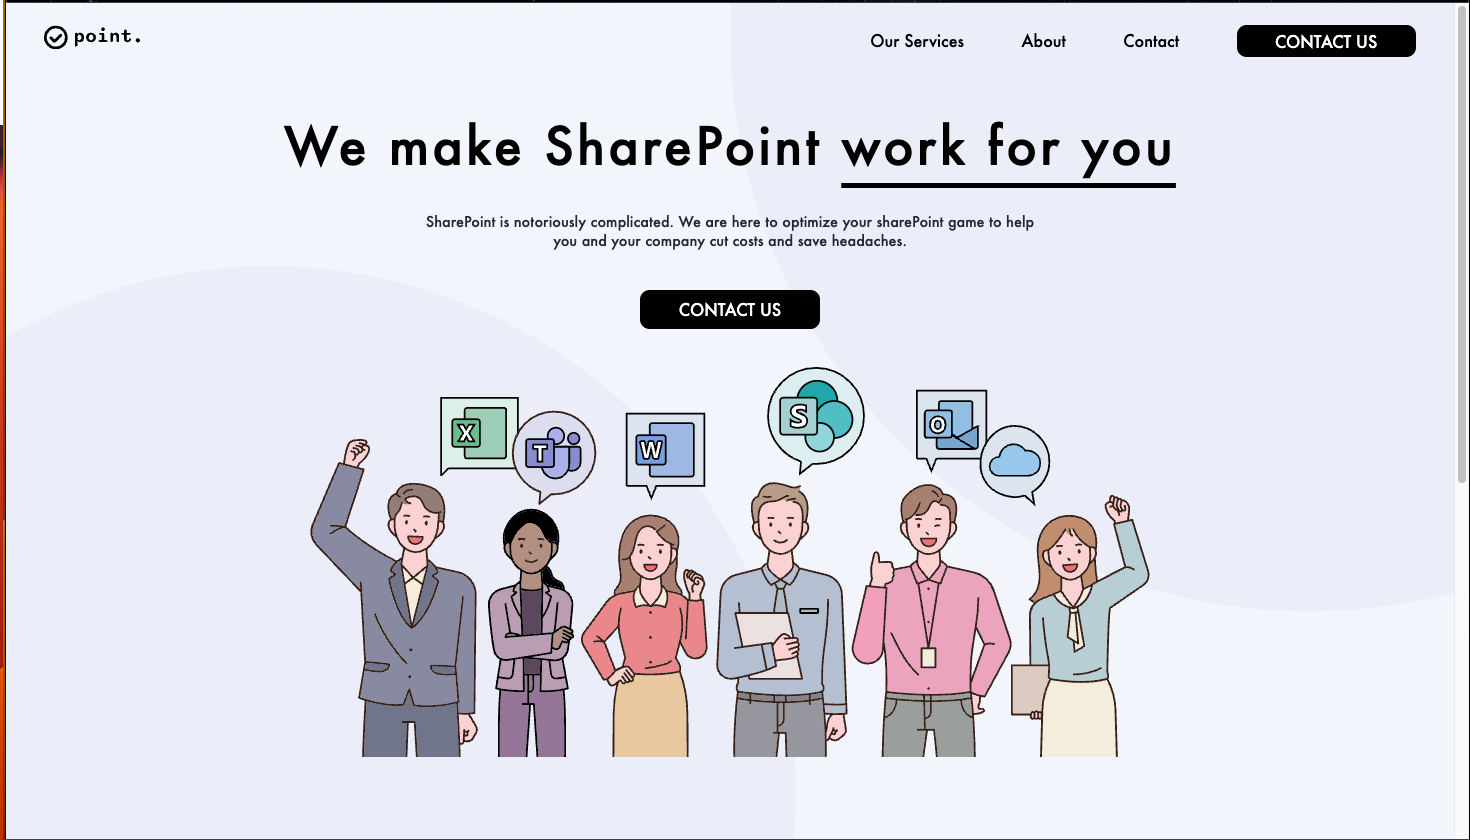 point.
Our Services
About
Contact
CONTACT US
We make SharePoint work for you
SharePoint is notoriously complicated. We are here to optimize your sharePoint game to help
you and your company cut costs and save headaches.
CONTACT US
X
T
W
S
O